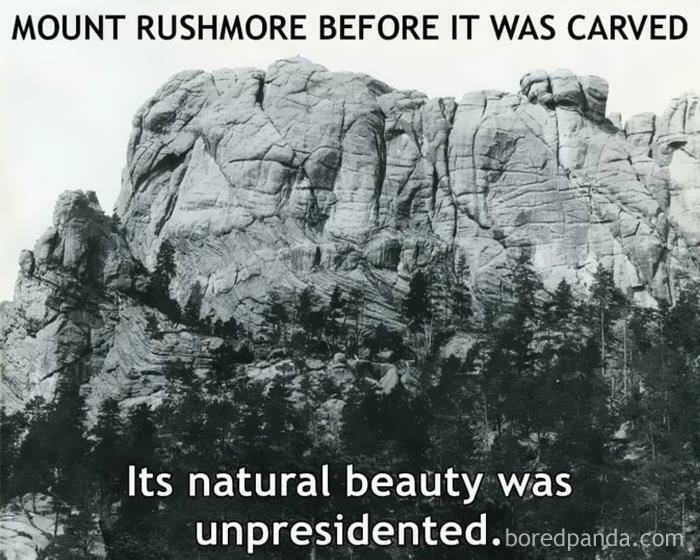 MOUNT RUSHMORE BEFORE IT WAS CARVED
Its natural beauty was
unpresidented.
boredpanda.com